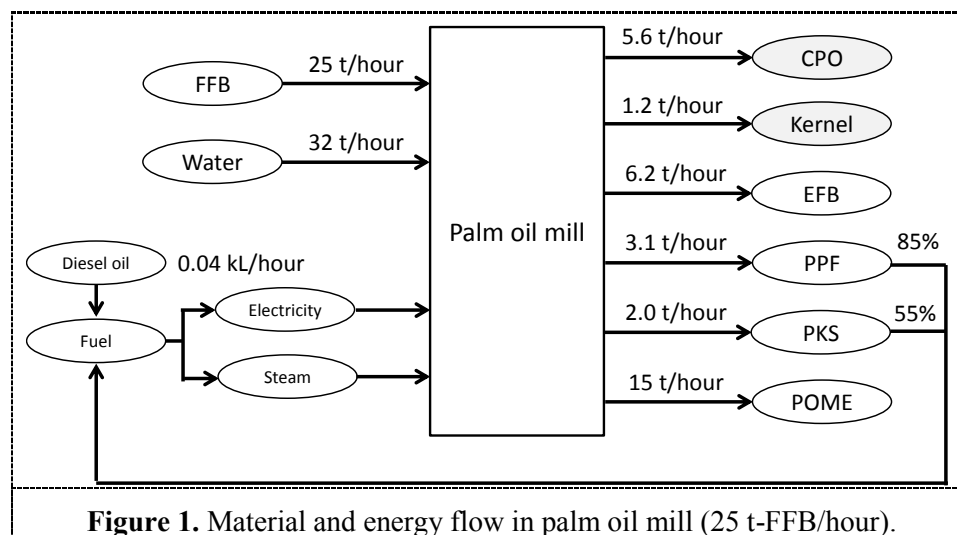 FFB
25 t/hour
Water
32 t/hour
Diesel oil
0.04 kL/hour
Fuel
Electricity
Steam
Palm oil mill
5.6 t/hour
CPO
1.2 t/hour
Kernel
6.2 t/hour
EFB
3.1 t/hour
PPF
85%
2.0 t/hour
PKS
55%
15 t/hour
POME
Figure 1. Material and energy flow in palm oil mill (25 t-FFB/hour).